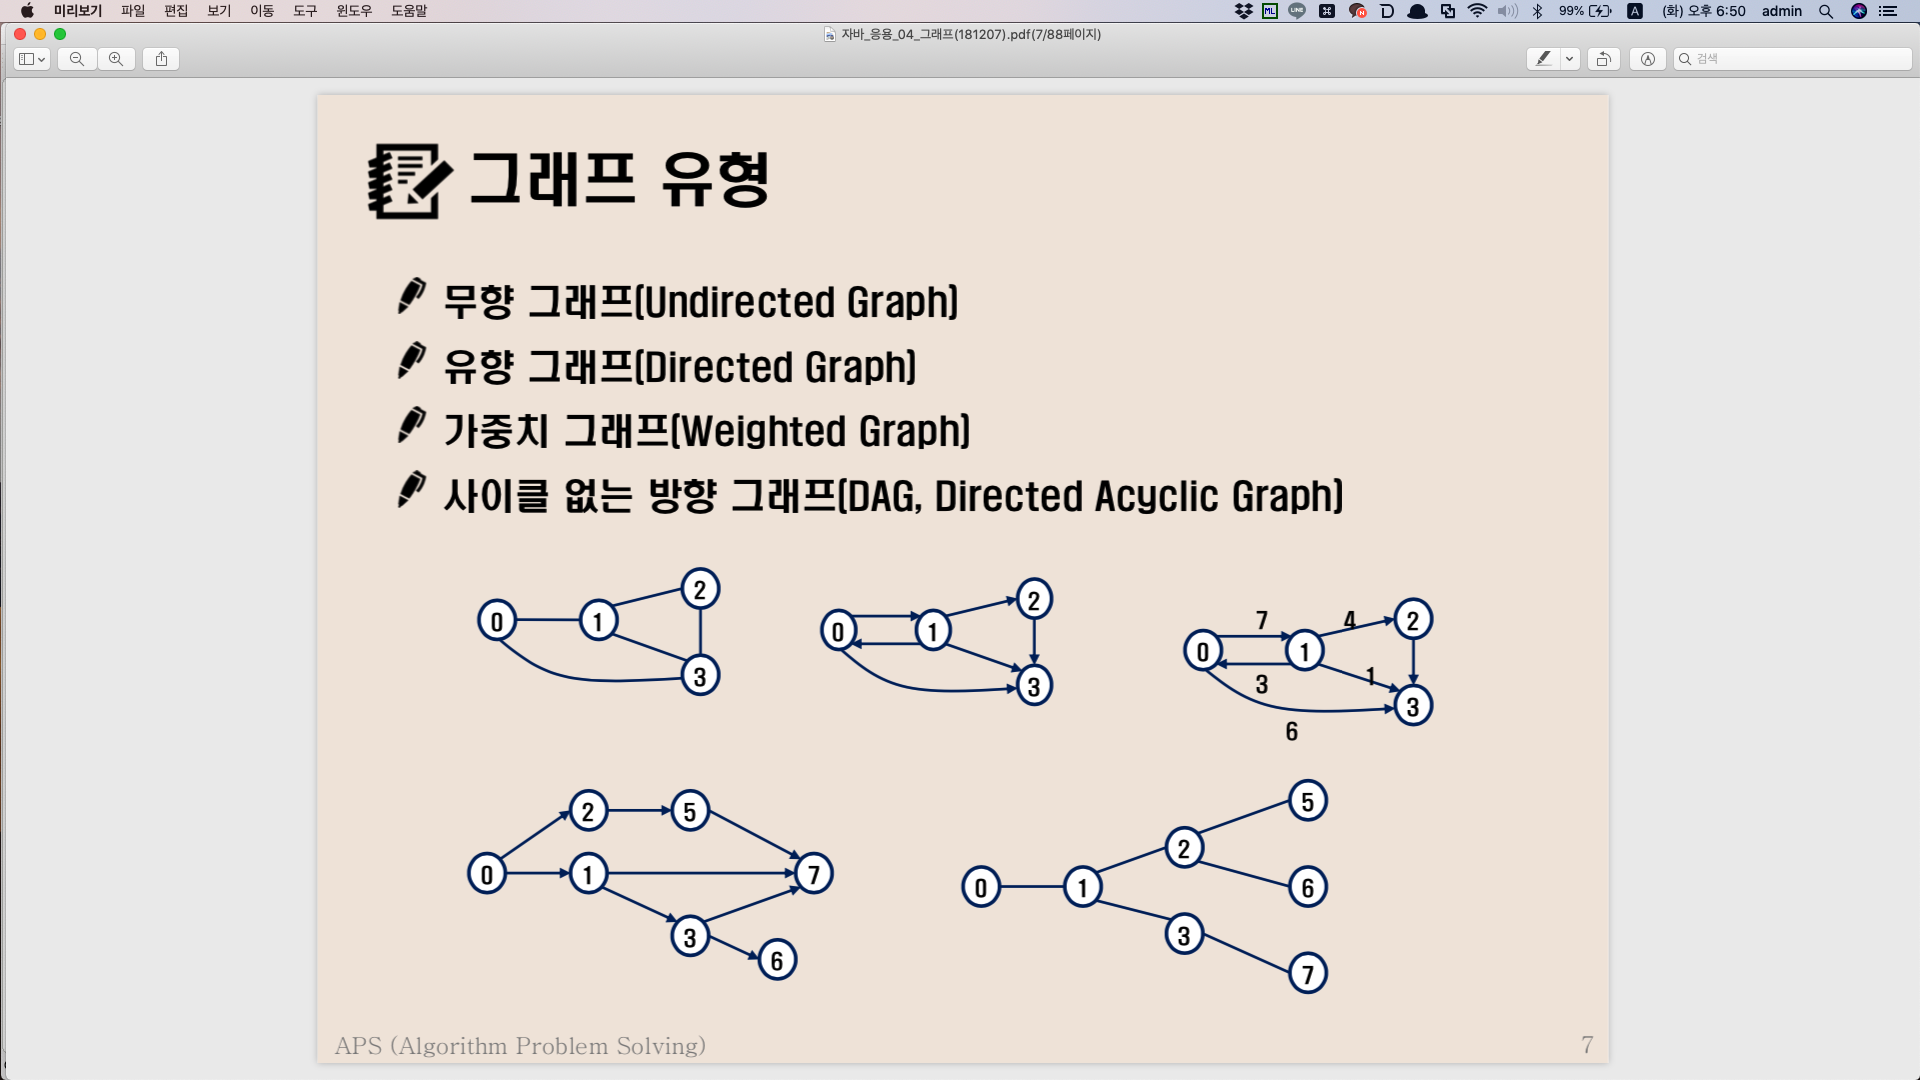 미리보기 파일 편집 보기 이동 도구 윈도우 도움말 99% A (화) 오후 6:50 admin
자바_응용_04_그래프(181207).pdf(7/88페이지)
검색
그래프 유형
무향 그래프(Undirected Graph)
유향 그래프(Directed Graph)
가중치 그래프(Weighted Graph)
사이클 없는 방향 그래프(DAG, Directed Acyclic Graph)
0 1 2 3
0 1 2 3
0 1 2 3 7 4 3 1 6
0 2 5 1 7 3 6
0 1 2 5 6 3 7
APS (Algorithm Problem Solving)
7